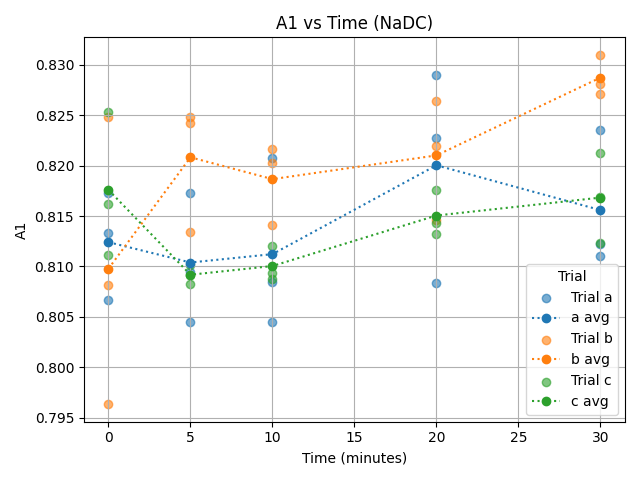 A1 vs Time (NaDC)
A1
0.830
0.825
0.820
0.815
0.810
0.805
0.800
0.795
0
5
10
15
20
25
30
Time (minutes)
Trial
Trial a
a avg
Trial b
b avg
Trial c
c avg